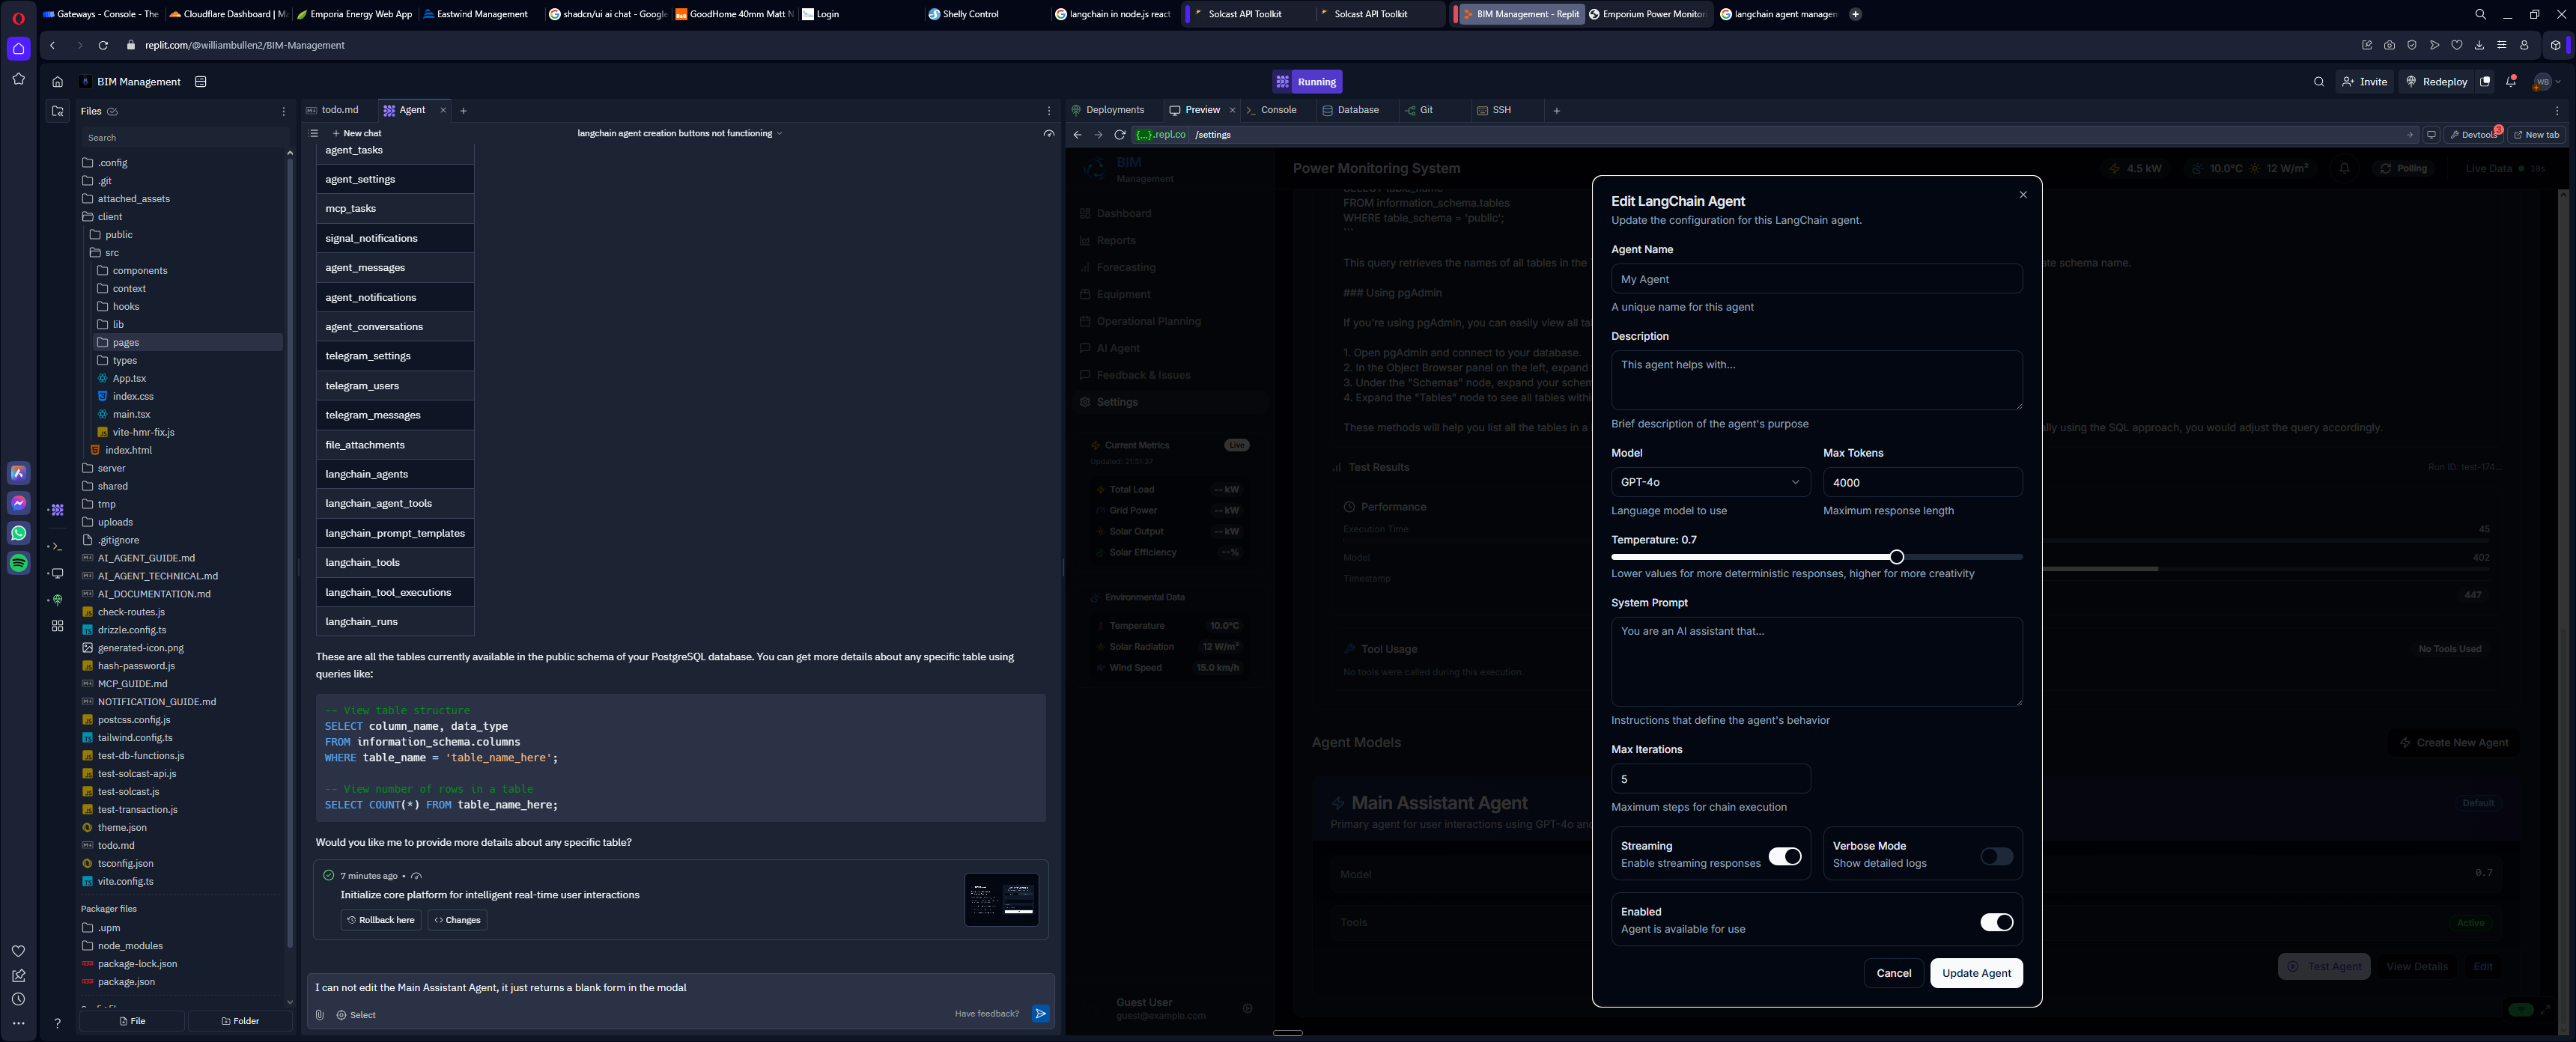 Gateways - Console - The
Cloudflare Dashboard | Ma
Emporia Energy Web App
Eastwind Management
shadcn/ui ai chat - Google
GoodHome 40mm Matt N
Login
Shelly Control
langchain in node.js react
Solcast API Toolkit
Solcast API Toolkit
BIM Management - Replit
Emporium Power Monitor
langchain agent managem
replit.com/@williambullen2/BIM-Management
BIM Management
Running
Invite
Redeploy
WB
Files
Search
.config
.git
attached_assets
client
public
src
components
context
hooks
lib
pages
types
App.tsx
index.css
main.tsx
vite-hmr-fix.js
index.html
server
shared
tmp
uploads
.gitignore
AI_AGENT_GUIDE.md
AI_AGENT_TECHNICAL.md
AI_DOCUMENTATION.md
check-routes.js
drizzle.config.ts
generated-icon.png
hash-password.js
MCP_GUIDE.md
NOTIFICATION_GUIDE.md
postcss.config.js
tailwind.config.ts
test-db-functions.js
test-solcast-api.js
test-solcast.js
test-transaction.js
theme.json
todo.md
tsconfig.json
vite.config.ts
Packager files
.upm
node_modules
package-lock.json
package.json
File
Folder
todo.md
Agent
New chat
langchain agent creation buttons not functioning
agent_tasks
agent_settings
mcp_tasks
signal_notifications
agent_messages
agent_notifications
agent_conversations
telegram_settings
telegram_users
telegram_messages
file_attachments
langchain_agents
langchain_agent_tools
langchain_prompt_templates
langchain_tools
langchain_tool_executions
langchain_runs
These are all the tables currently available in the public schema of your PostgreSQL database. You can get more details about any specific table using
queries like:
-- View table structure
SELECT column_name, data_type
FROM information_schema.columns
WHERE table_name = 'table_name_here';
-- View number of rows in a table
SELECT COUNT(*) FROM table_name_here;
Would you like me to provide more details about any specific table?
7 minutes ago •
Initialize core platform for intelligent real-time user interactions
Rollback here
Changes
I can not edit the Main Assistant Agent, it just returns a blank form in the modal
Select
Have feedback?
Deployments
Preview
Console
Database
Git
SSH
{...}.repl.co
/settings
Devtools
3
New tab
BIM
Management
Power Monitoring System
4.5 kW
10.0°C
12 W/m²
Polling
Live Data
Dashboard
Reports
Forecasting
Equipment
Operational Planning
AI Agent
Feedback & Issues
Settings
Current Metrics
Live
Updated: 21:51:37
Total Load
-- kW
Grid Power
-- kW
Solar Output
-- kW
Solar Efficiency
--%
Environmental Data
Temperature
10.0°C
Solar Radiation
12 W/m²
Wind Speed
15.0 km/h
Guest User
guest@example.com
SELECT table_name
FROM information_schema.tables
WHERE table_schema = 'public';
```
This query retrieves the names of all tables in the
ate schema name.
### Using pgAdmin
If you're using pgAdmin, you can easily view all ta
1. Open pgAdmin and connect to your database.
2. In the Object Browser panel on the left, expand
3. Under the "Schemas" node, expand your schem
4. Expand the "Tables" node to see all tables withi
These methods will help you list all the tables in a
lly using the SQL approach, you would adjust the query accordingly.
Test Results
Run ID: test-174...
Performance
Execution Time
45
Model
402
Timestamp
447
Tool Usage
No Tools Used
No tools were called during this execution.
Agent Models
Create New Agent
Main Assistant Agent
Default
Primary agent for user interactions using GPT-4o and
Model
0.7
Tools
Active
Test Agent
View Details
Edit
Edit LangChain Agent
Update the configuration for this LangChain agent.
Agent Name
My Agent
A unique name for this agent
Description
This agent helps with...
Brief description of the agent's purpose
Model
Max Tokens
GPT-4o
4000
Language model to use
Maximum response length
Temperature: 0.7
Lower values for more deterministic responses, higher for more creativity
System Prompt
You are an AI assistant that...
Instructions that define the agent's behavior
Max Iterations
5
Maximum steps for chain execution
Streaming
Enable streaming responses
Verbose Mode
Show detailed logs
Enabled
Agent is available for use
Cancel
Update Agent